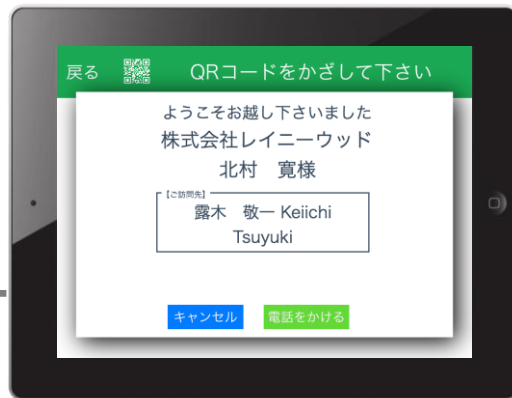 戻る
QRコードをかざして下さい
ようこそお越し下さいました
株式会社レイニーウッド
北村　寛様
【ご訪問先】
露木　敬一 Keiichi
Tsuyuki
キャンセル
電話をかける